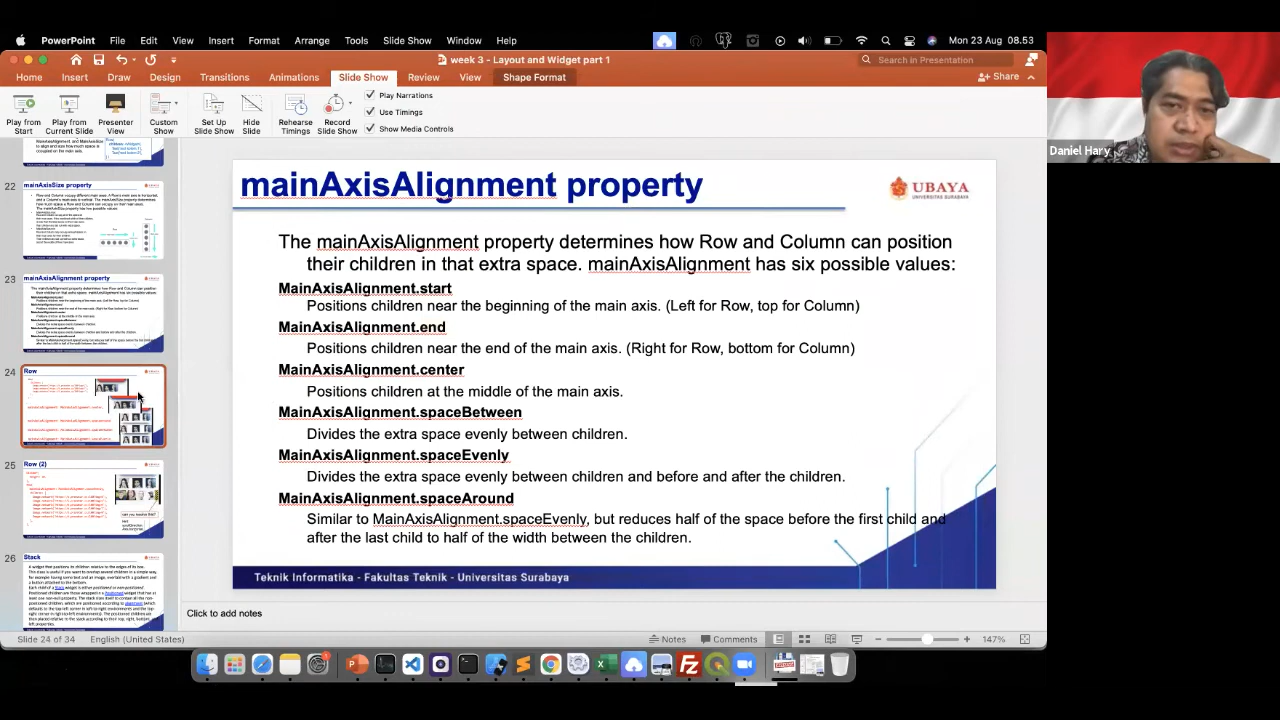 PowerPoint File Edit View Insert Format Arrange Tools Slide Show Window Help Mon 23 Aug 08.53
week 3 - Layout and Widget part 1
Search in Presentation
Home Insert Draw Design Transitions Animations Slide Show Review View Shape Format
Share
Play from Start
Play from Current Slide
Presenter View
Custom Show
Set Up Slide Show
Hide Slide
Rehearse Timings
Record Slide Show
Play Narrations
Use Timings
Show Media Controls
Daniel Hary
22
mainAxisSize property
23
mainAxisAlignment property
24
Row
25
Row (2)
26
Stack
mainAxisAlignment property
UBAYA
UNIVERSITAS SURABAYA
The mainAxisAlignment property determines how Row and Column can position
their children in that extra space. mainAxisAlignment has six possible values:
MainAxisAlignment.start
Positions children near the beginning of the main axis. (Left for Row, top for Column)
MainAxisAlignment.end
Positions children near the end of the main axis. (Right for Row, bottom for Column)
MainAxisAlignment.center
Positions children at the middle of the main axis.
MainAxisAlignment.spaceBetween
Divides the extra space evenly between children.
MainAxisAlignment.spaceEvenly
Divides the extra space evenly between children and before and after the children.
MainAxisAlignment.spaceAround
Similar to MainAxisAlignment.spaceEvenly, but reduces half of the space before the first child and
after the last child to half of the width between the children.
Teknik Informatika - Fakultas Teknik - Universitas Surabaya
Click to add notes
Slide 24 of 34 English (United States) Notes Comments 147%